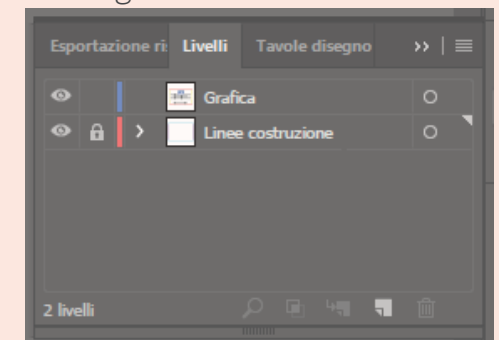 Esportazione ri: Livelli Tavole disegno
Grafica
Linee costruzione
2 livelli